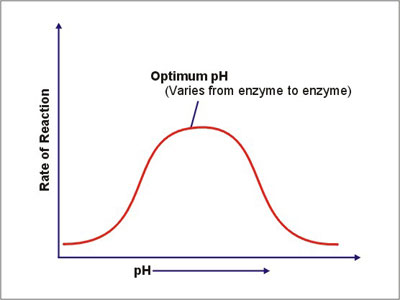 Optimum pH
(Varies from enzyme to enzyme)
Rate of Reaction
pH